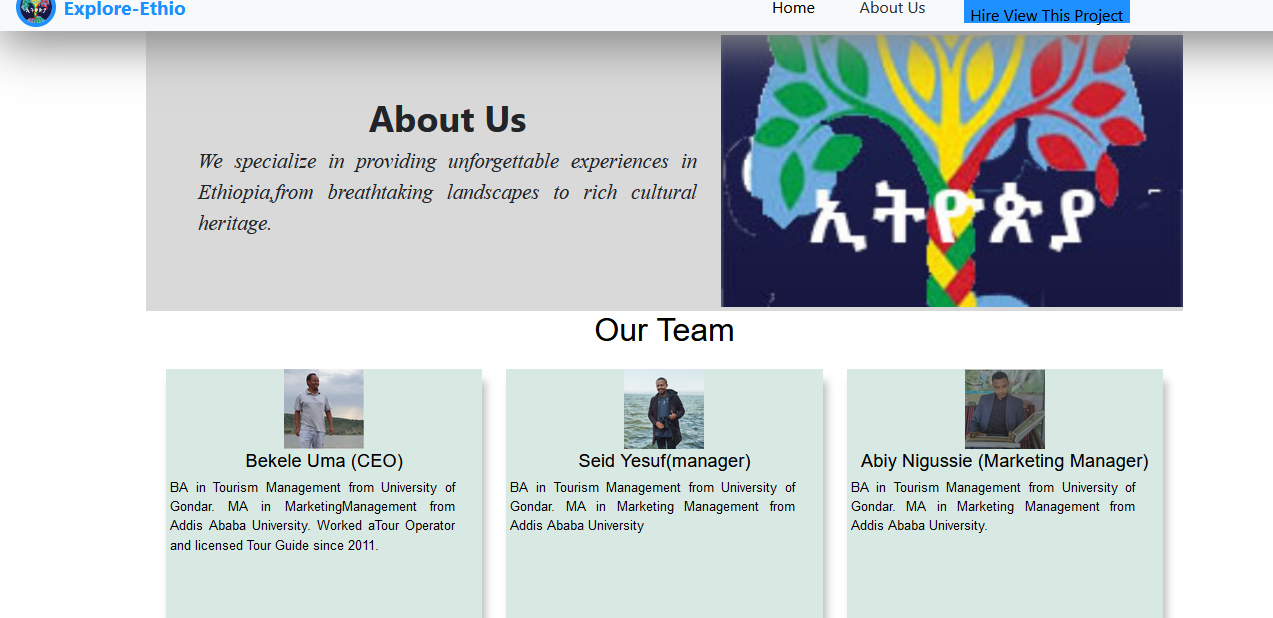 Explore-Ethio
Home
About Us
Hire View This Project
About Us
We specialize in providing unforgettable experiences in
Ethiopia,from breathtaking landscapes to rich cultural
heritage.
ኢትዮጵያ
Our Team
Bekele Uma (CEO)
BA in Tourism Management from University of
Gondar. MA in MarketingManagement from
Addis Ababa University. Worked aTour Operator
and licensed Tour Guide since 2011.
Seid Yesuf(manager)
BA in Tourism Management from University of
Gondar. MA in Marketing Management from
Addis Ababa University
Abiy Nigussie (Marketing Manager)
BA in Tourism Management from University of
Gondar. MA in Marketing Management from
Addis Ababa University.